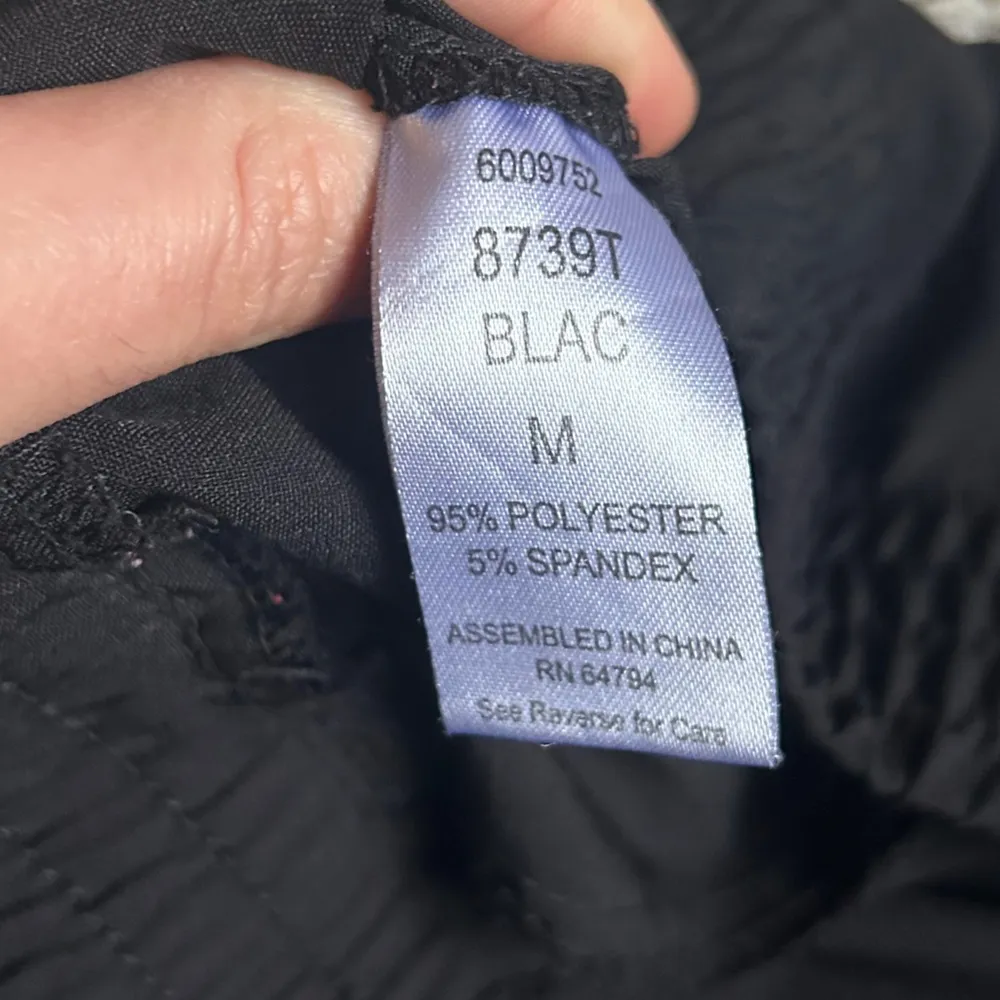 6009752
8739T
BLAC
M
95% POLYESTER
5% SPANDEX
ASSEMBLED IN CHINA
RN 64794
See Reverse for Care